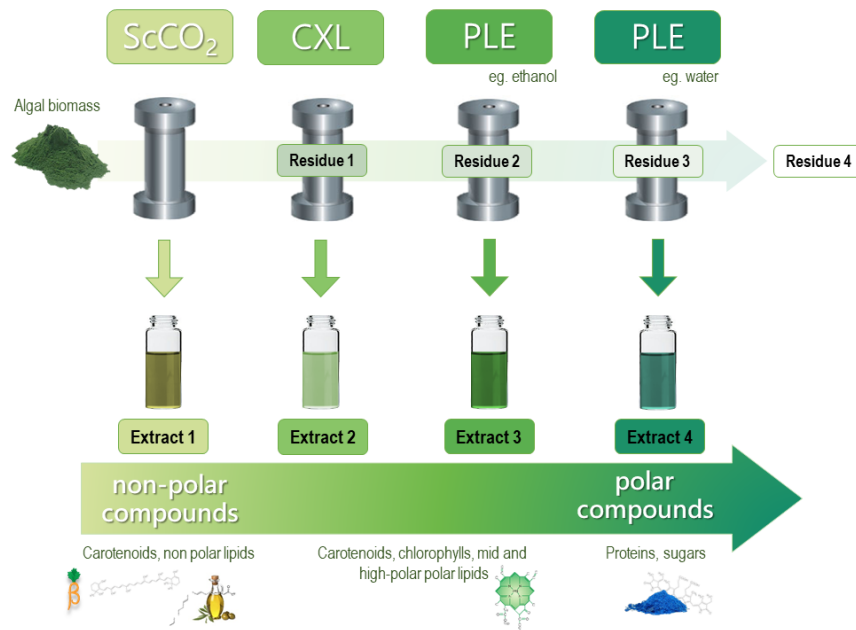 ScCO₂
CXL
PLE
PLE
eg. ethanol
eg. water
Algal biomass
Residue 1
Residue 2
Residue 3
Residue 4
Extract 1
Extract 2
Extract 3
Extract 4
non-polar
compounds
polar
compounds
Carotenoids, non polar lipids
Carotenoids, chlorophylls, mid and
high-polar polar lipids
Proteins, sugars
β